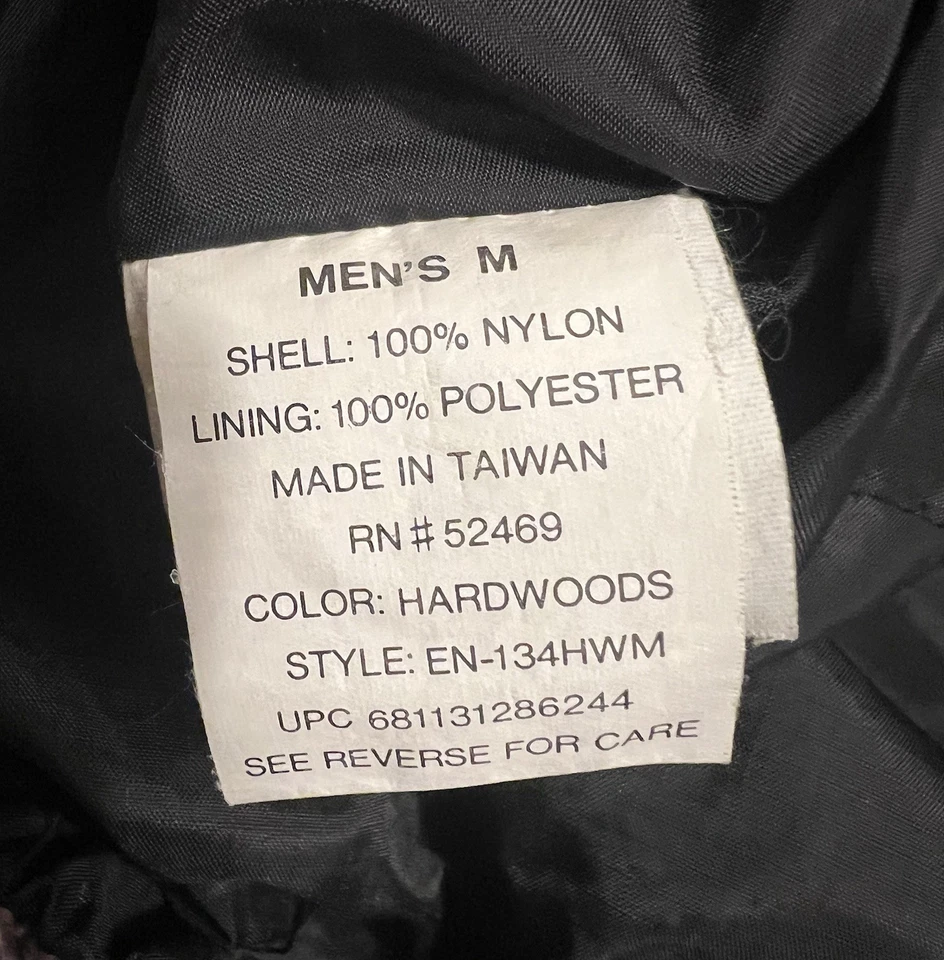 MEN'S M
SHELL: 100% NYLON
LINING: 100% POLYESTER
MADE IN TAIWAN
RN # 52469
COLOR: HARDWOODS
STYLE: EN-134HWM
UPC 681131286244
SEE REVERSE FOR CARE